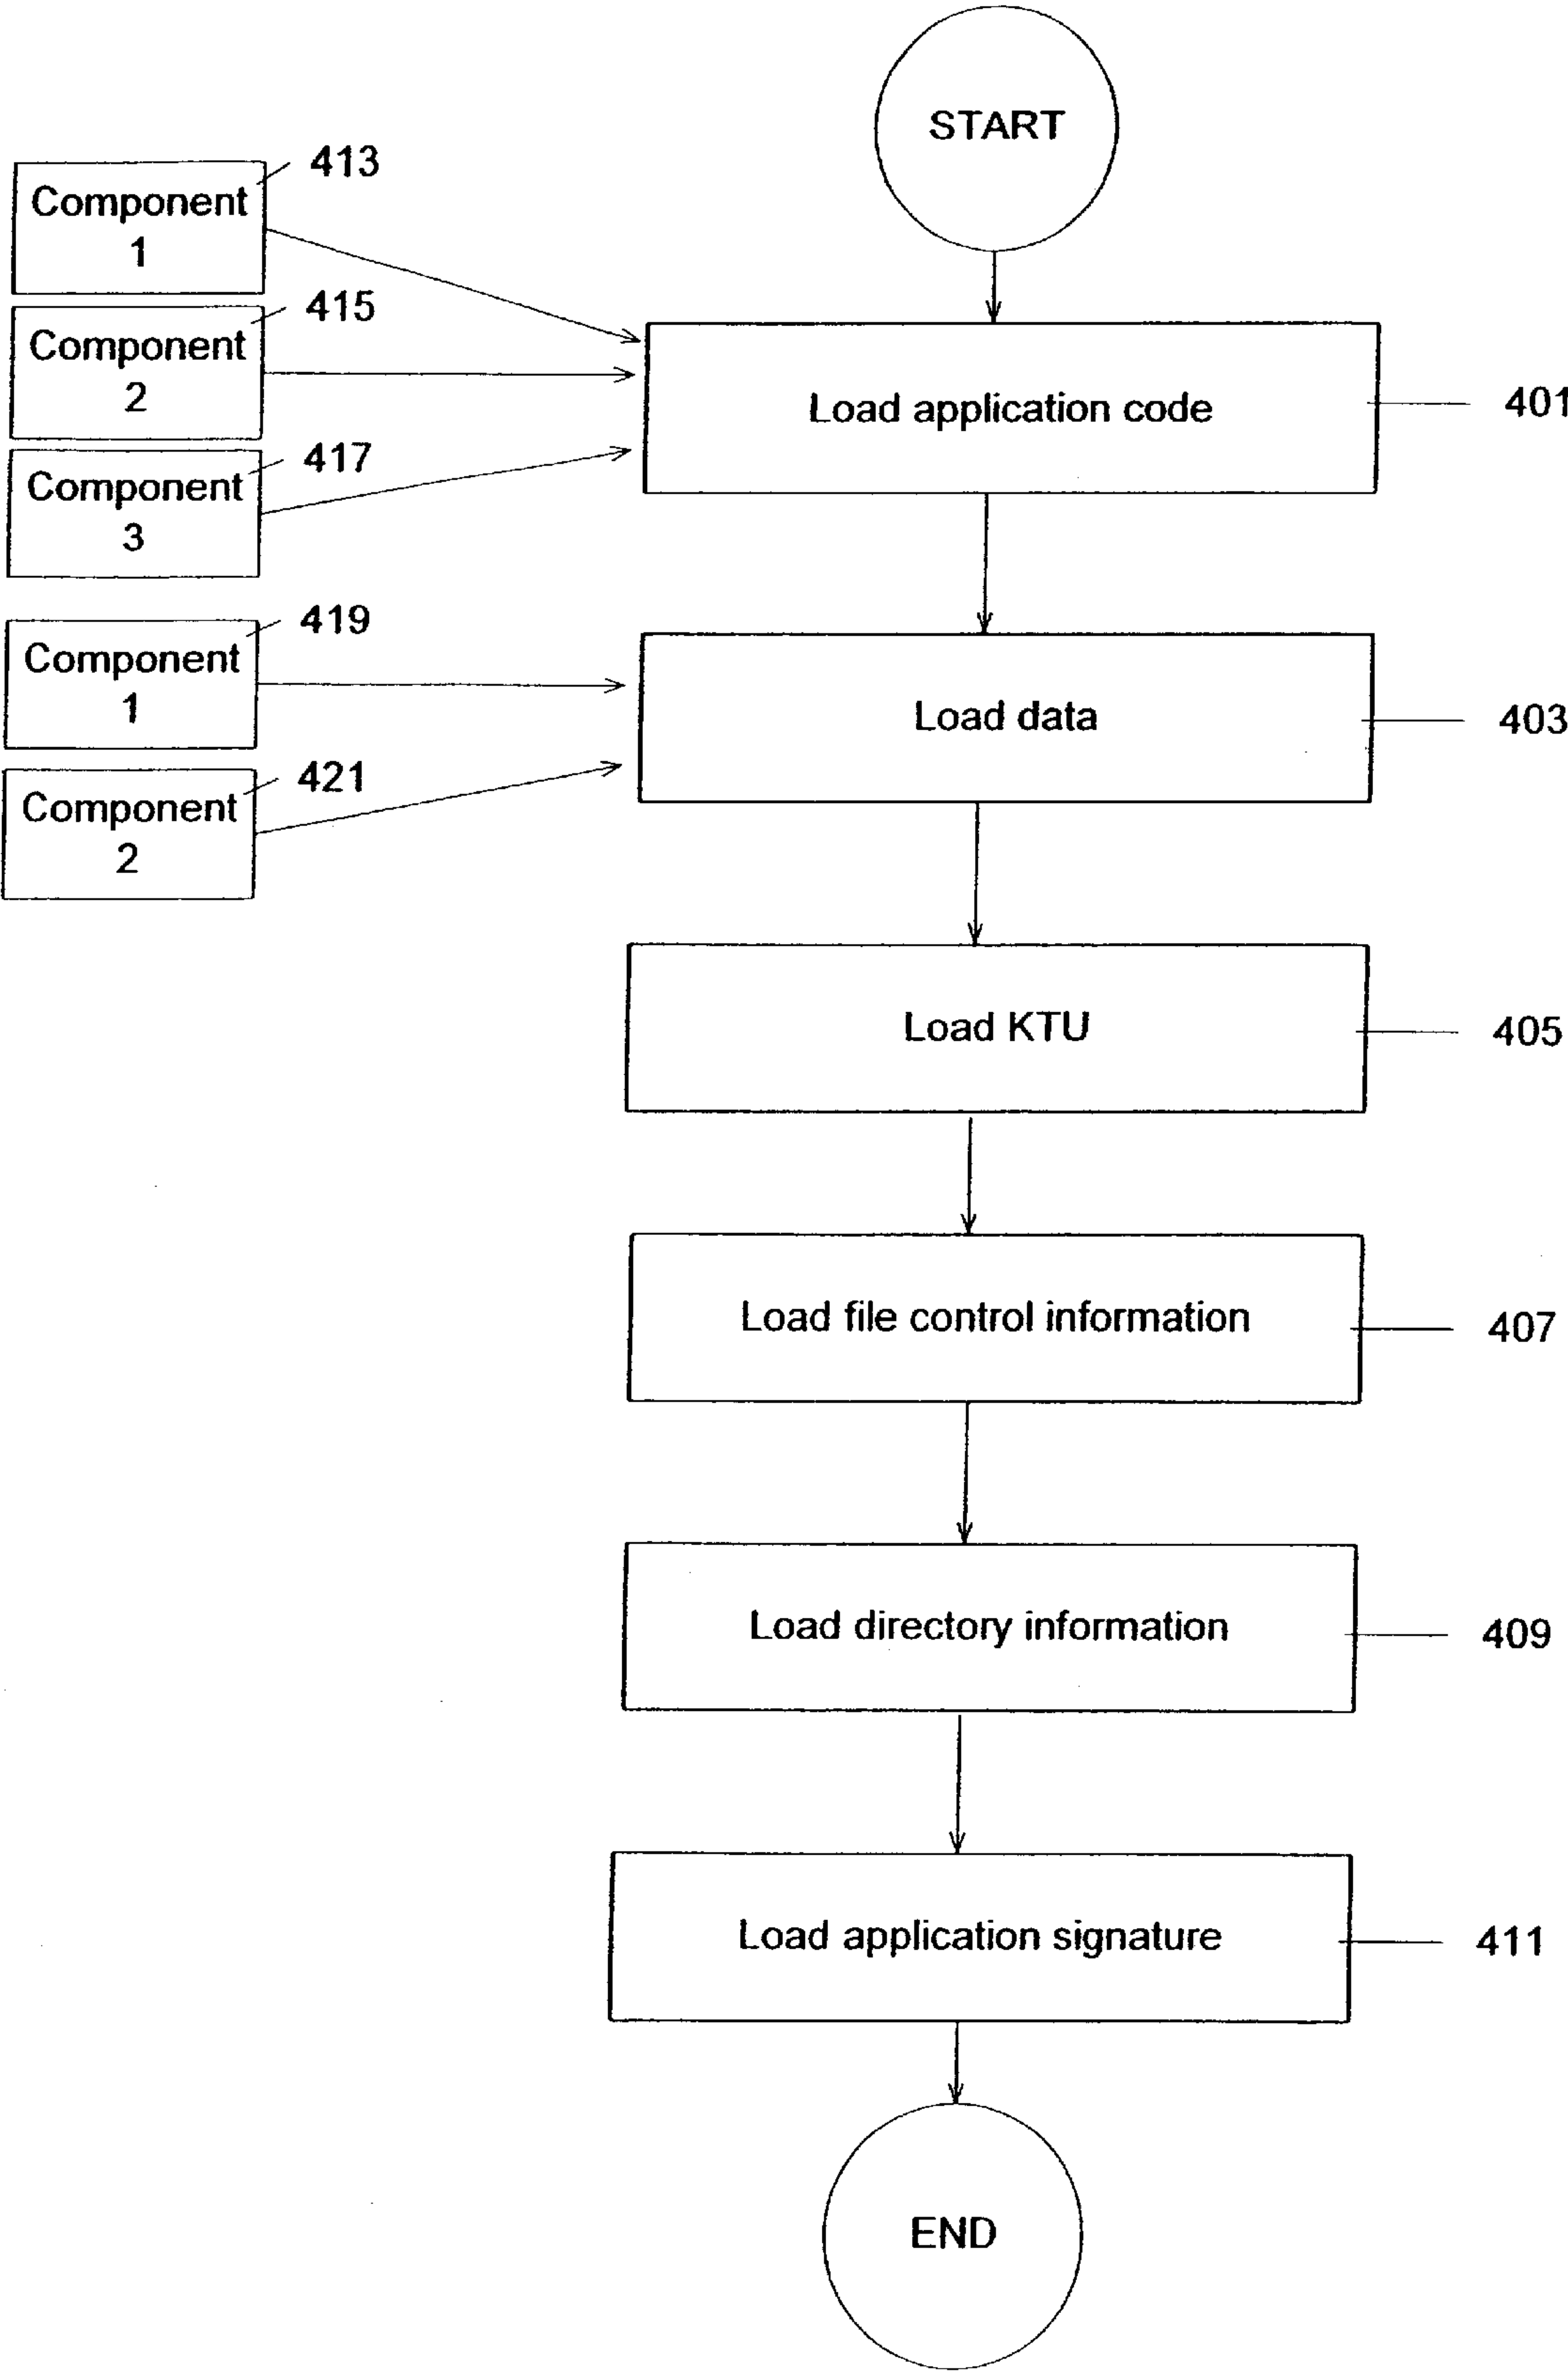 START
413
Component
1
415
Component
2
Load application code
401
417
Component
3
419
Component
1
Load data
403
421
Component
2
Load KTU
405
Load file control information
407
Load directory information
409
Load application signature
411
END